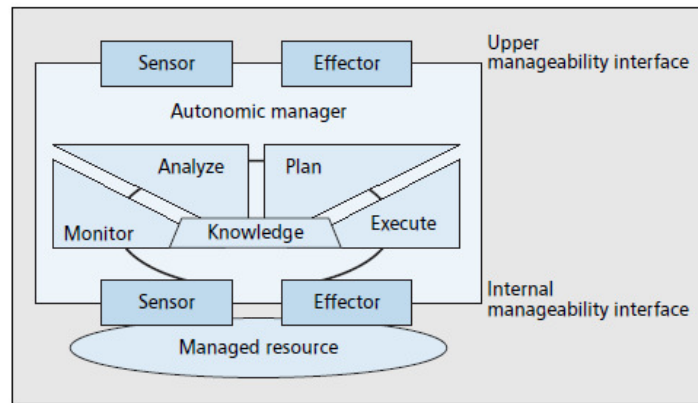 Sensor
Effector
Upper
manageability interface
Autonomic manager
Analyze
Plan
Monitor
Knowledge
Execute
Sensor
Effector
Internal
manageability interface
Managed resource